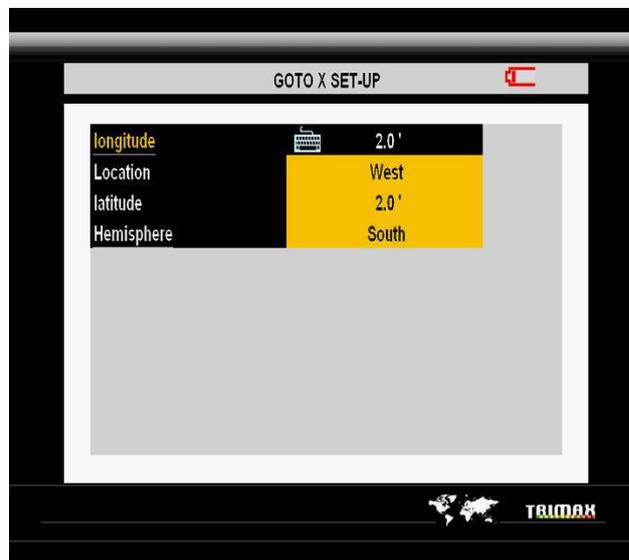 GOTO X SET-UP
longitude 2.0 '
Location West
latitude 2.0 '
Hemisphere South
TRIMAX